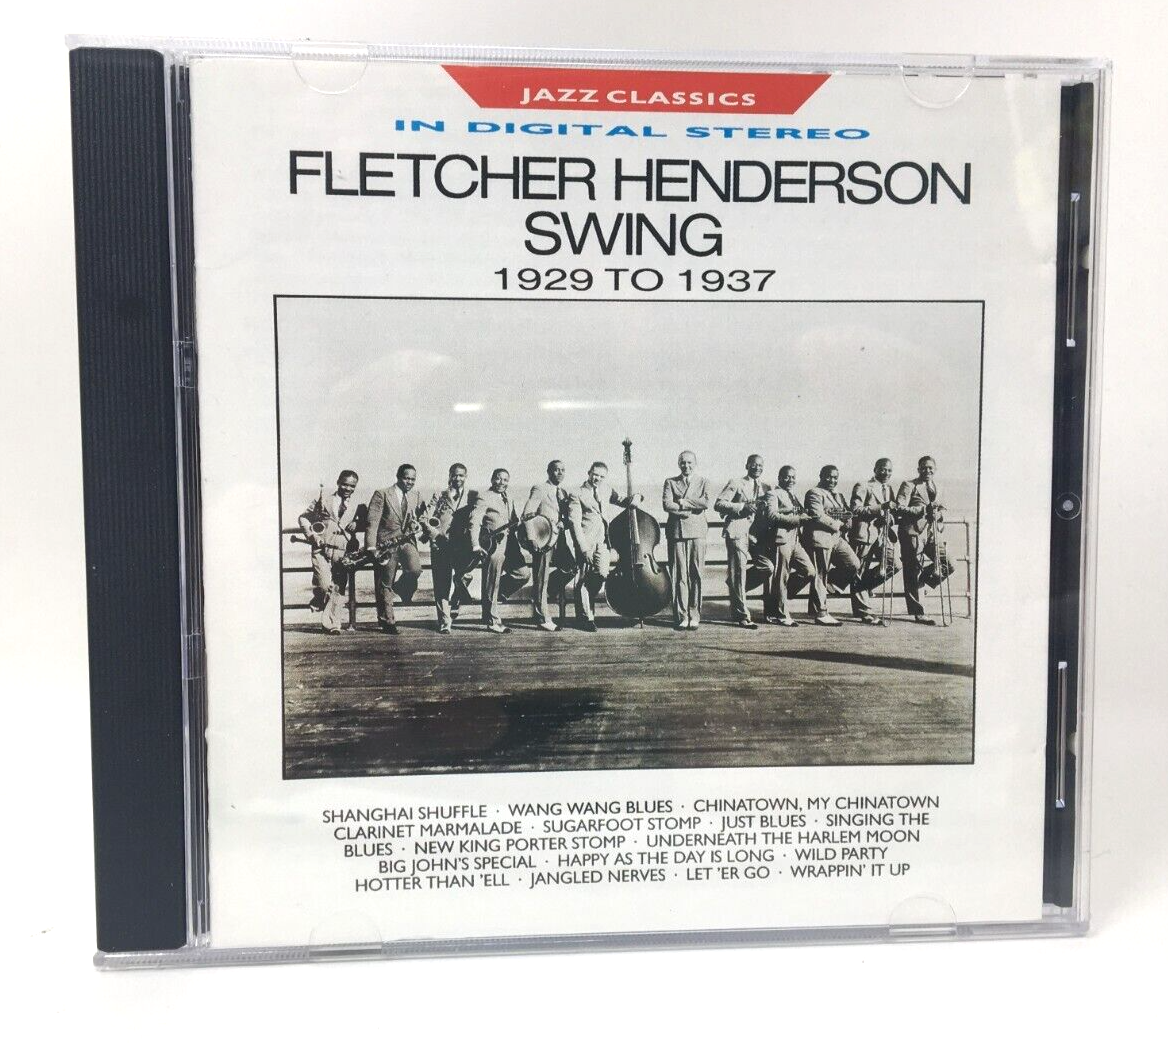 JAZZ CLASSICS
IN DIGITAL STEREO
FLETCHER HENDERSON
SWING
1929 TO 1937
SHANGHAI SHUFFLE · WANG WANG BLUES · CHINATOWN, MY CHINATOWN
CLARINET MARMALADE · SUGARFOOT STOMP · JUST BLUES · SINGING THE
BLUES · NEW KING PORTER STOMP · UNDERNEATH THE HARLEM MOON
BIG JOHN'S SPECIAL · HAPPY AS THE DAY IS LONG · WILD PARTY
HOTTER THAN 'ELL · JANGLED NERVES · LET 'ER GO · WRAPPIN' IT UP